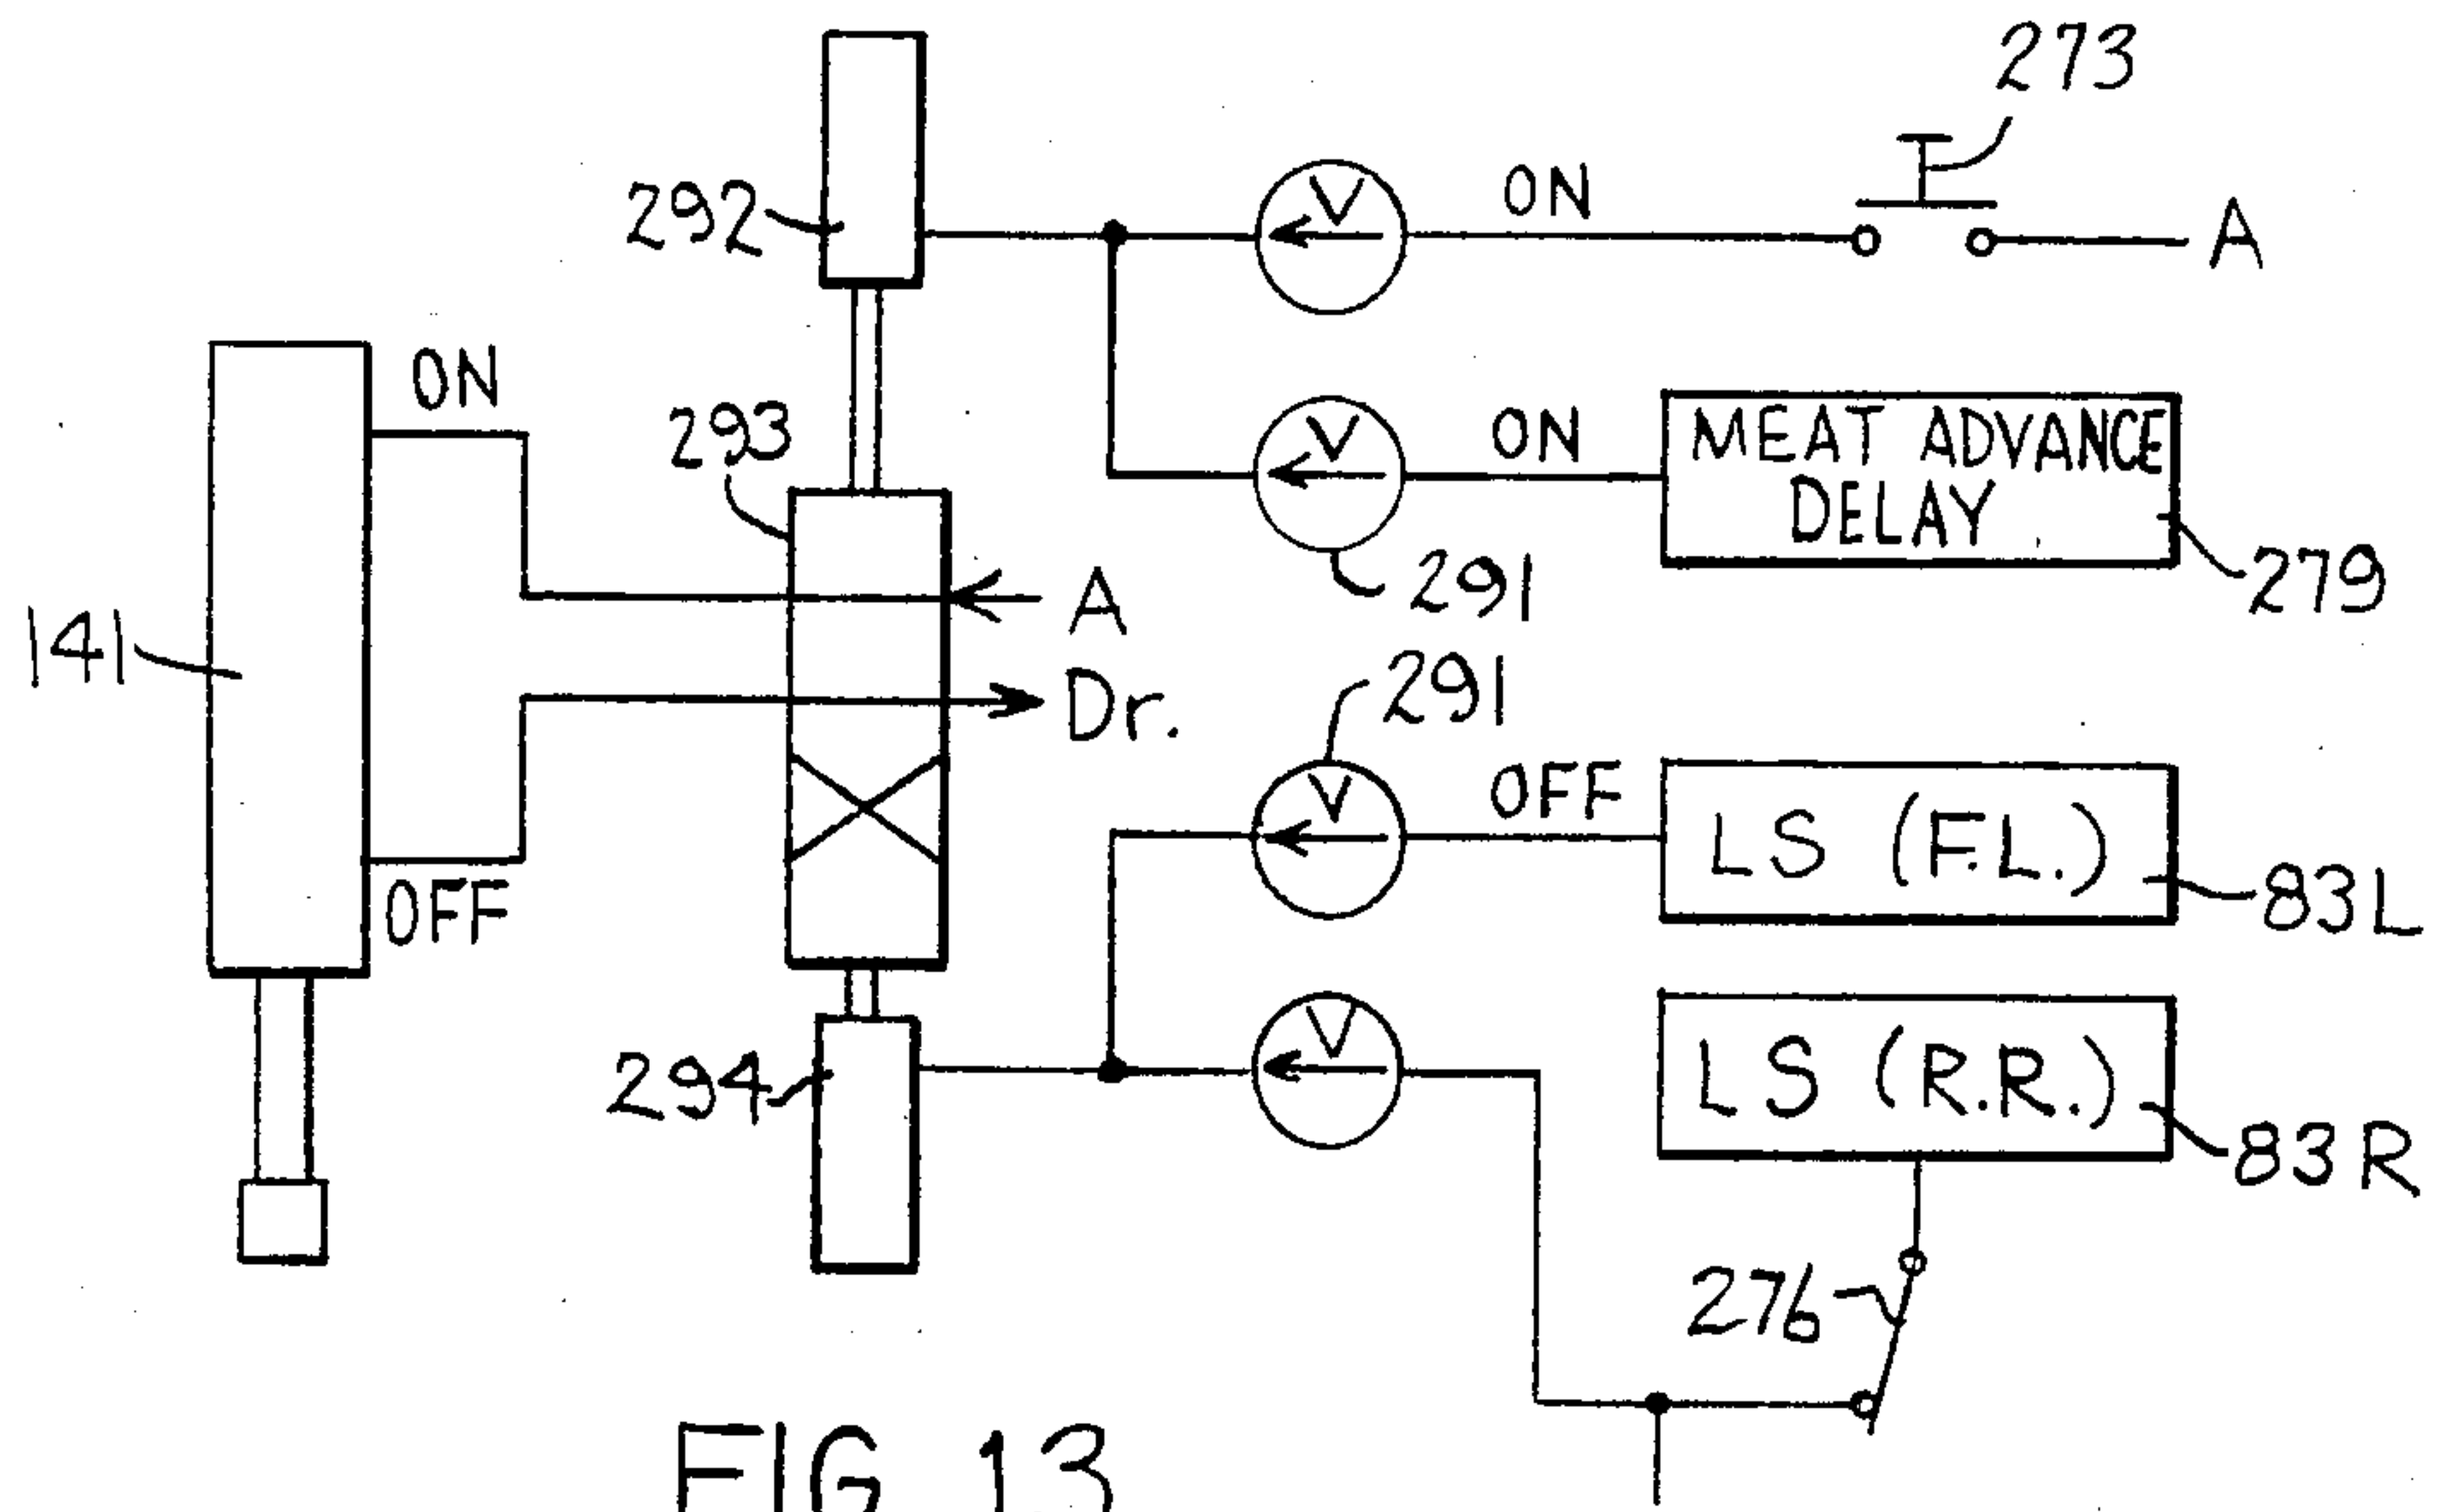 273
292
V
ON
A
ON
293
V
ON
MEAT ADVANCE
DELAY
291
279
A
141
291
Dr.
V
OFF
LS (F.L.)
83L
OFF
V
LS (R.R.)
294
83R
276
FIG 13